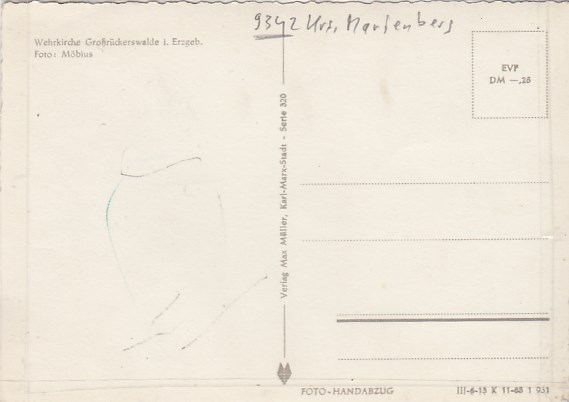 9342 Krs. Marienberg
Wehrkirche Großrückerswalde i. Erzgeb.
Foto: Möbius
EVP
DM —,25
Verlag Max Müller, Karl-Marx-Stadt - Serie 320
FOTO-HANDABZUG
III-6-15 K 11-63 1 931